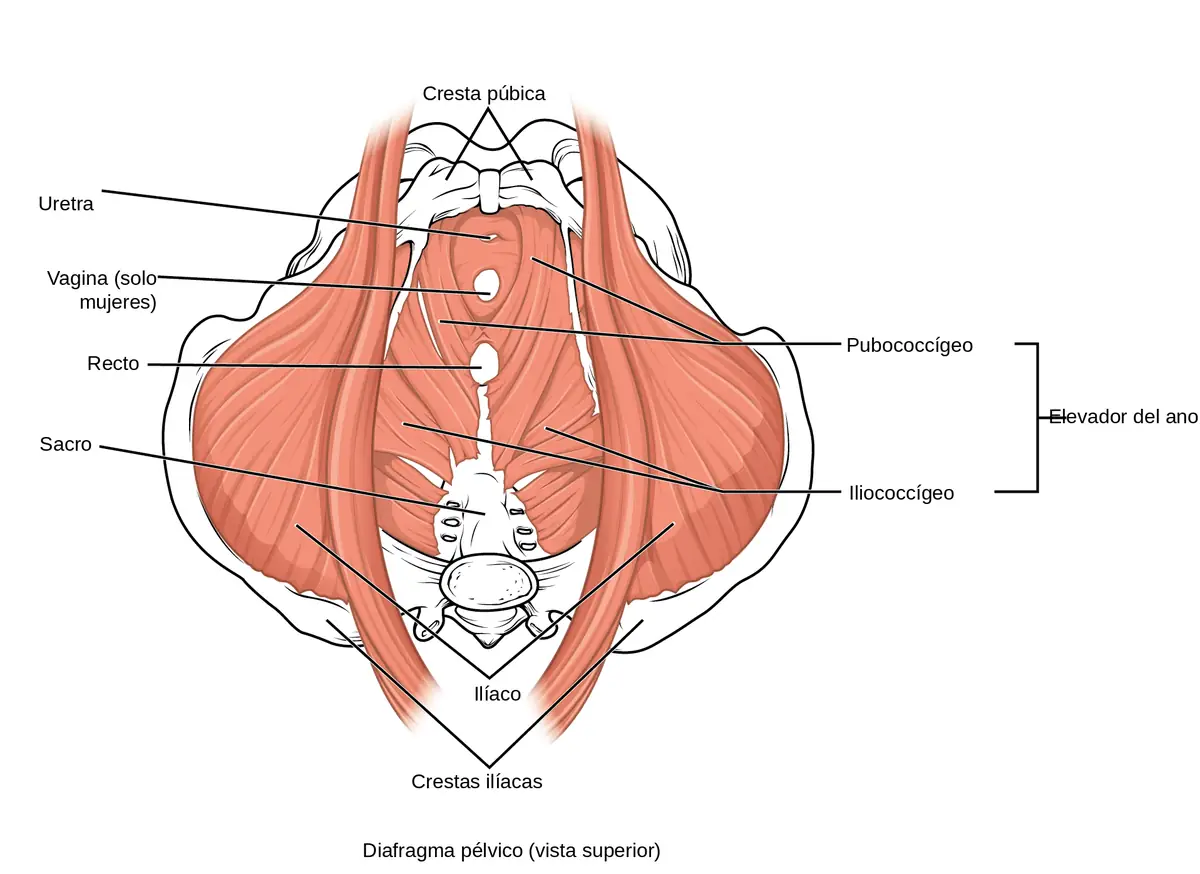 Cresta púbica
Uretra
Vagina (solo
mujeres)
Pubococcígeo
Recto
Elevador del ano
Sacro
Iliococcígeo
Ilíaco
Crestas ilíacas
Diafragma pélvico (vista superior)